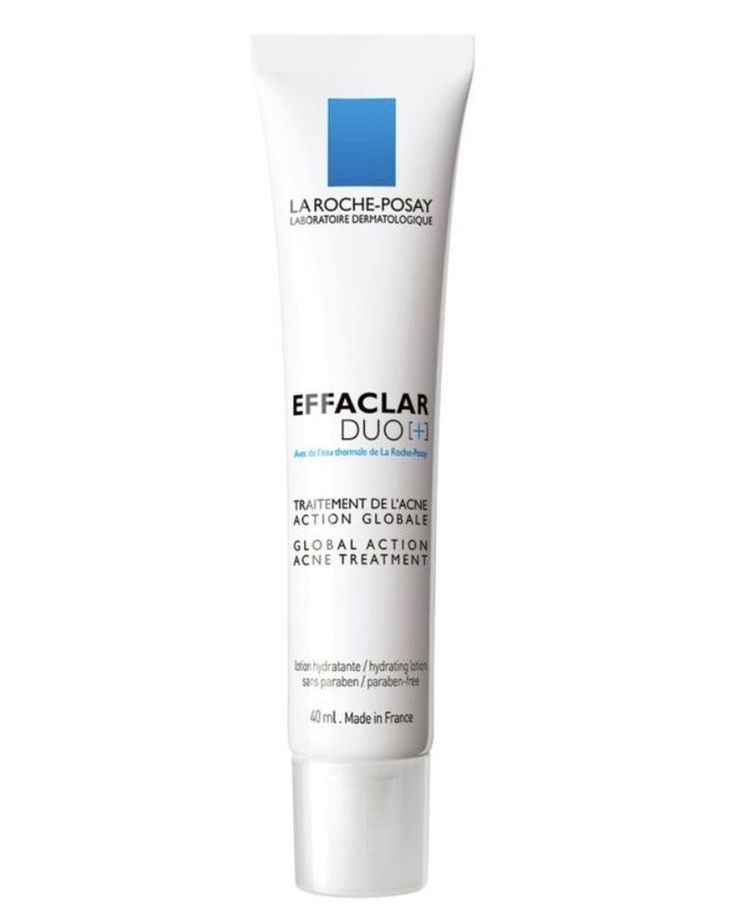 LA ROCHE-POSAY
LABORATOIRE DERMATOLOGIQUE
EFFACLAR
DUO [+]
Avec de l'eau thermale de La Roche-Posay
TRAITEMENT DE L'ACNE
ACTION GLOBALE
GLOBAL ACTION
ACNE TREATMENT
lotion hydratante / hydrating lotion
sans paraben / paraben-free
40 ml . Made in France